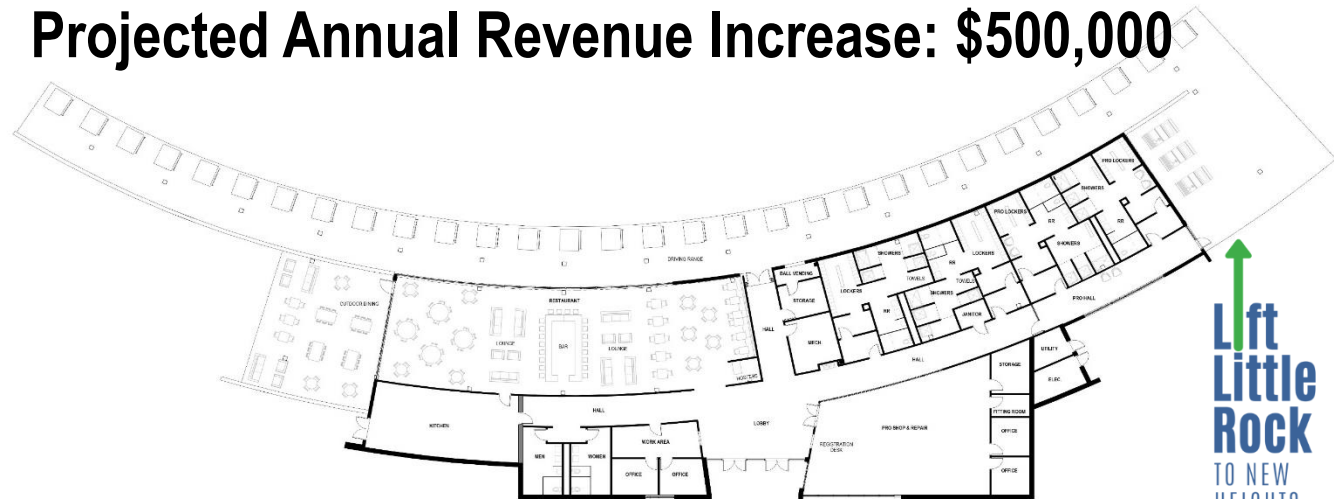 Projected Annual Revenue Increase: $500,000
PRO LOCKERS
SHOWERS
RR
PRO LOCKERS
RR
SHOWERS
LOCKERS
RR
TOWELS
SHOWERS
TOWELS
SHOWERS
LOCKERS
RR
JANITOR
PRO HALL
DRIVING RANGE
BALL VENDING
STORAGE
HALL
MECH
OUTDOOR DINING
RESTAURANT
LOUNGE
BAR
LOUNGE
HALL
UTILITY
ELEC.
STORAGE
FITTING ROOM
OFFICE
OFFICE
KITCHEN
HALL
LOBBY
REGISTRATION
DESK
PRO SHOP & REPAIR
MEN
WOMEN
WORK AREA
OFFICE
OFFICE
Lift
Little
Rock
TO NEW
HEIGHTS